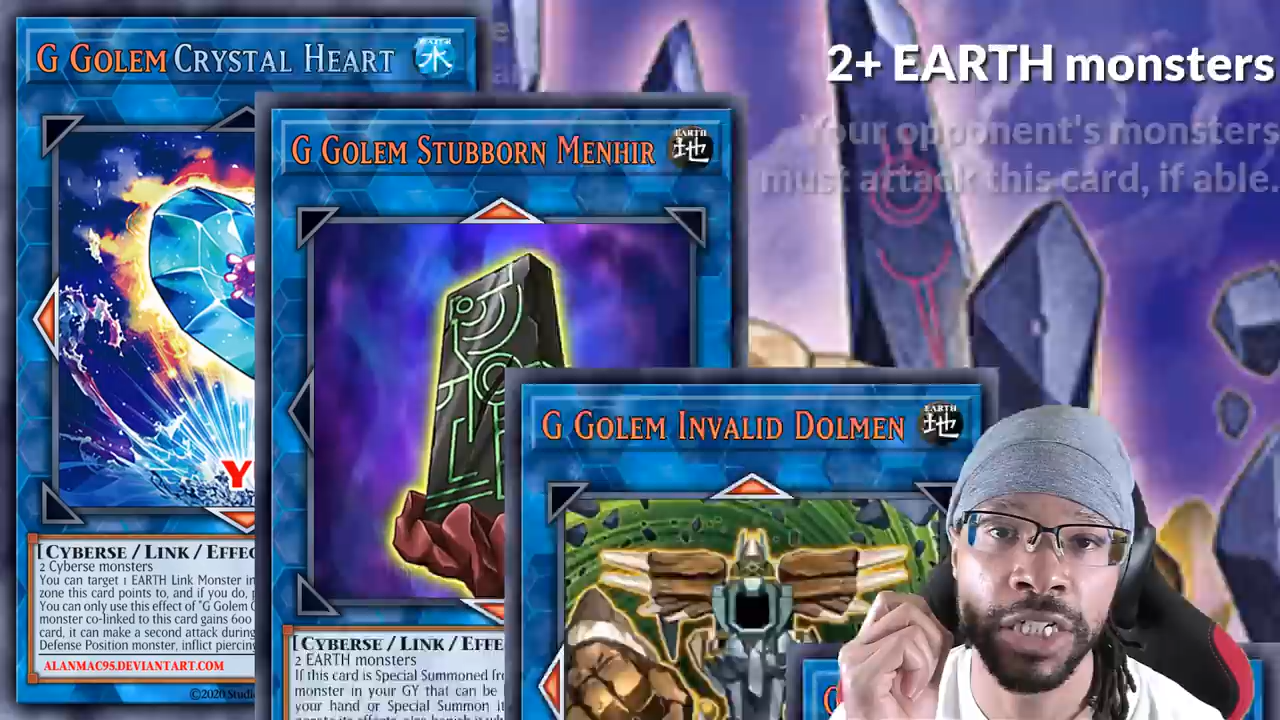 G GOLEM CRYSTAL HEART
WATER
水
2+ EARTH monsters
Your opponent's monsters
must attack this card, if able.
G GOLEM STUBBORN MENHIR
EARTH
地
G GOLEM INVALID DOLMEN
EARTH
地
Y
[CYBERSE / LINK / EFFEC
2 Cyberse monsters
You can target 1 EARTH Link Monster in
zone this card points to, and if you do,
You can only use this effect of "G Golem
monster co-linked to this card gains 600
card, it can make a second attack during
Defense Position monster, inflict piercing
ALANMAC95.DEVIANTART.COM
©2020 Studi
[CYBERSE / LINK / EFFE
2 EARTH monsters
If this card is Special Summoned fr
monster in your GY that can be
your hand or Special Summon it
G